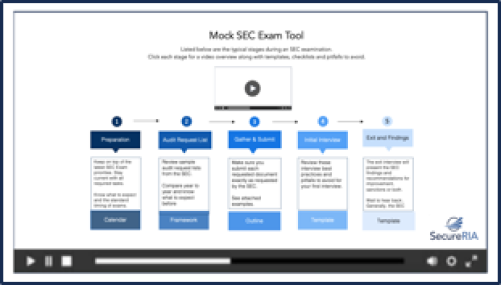 Mock SEC Exam Tool
Listed below are the typical stages during an SEC examination.
Click each stage for a video overview along with templates, checklists and pitfalls to avoid.
1
2
3
4
5
Preparation
Audit Request List
Gather & Submit
Initial Interview
Exit and Findings
Keep on top of the
latest SEC Exam
priorities. Stay
current with all
required tasks.
Know what to expect
and the standard
timing of exams.
Review sample
audit request lists
from the SEC.
Compare year to
year and know
what to expect
before.
Make sure you
submit each
requested document
exactly as requested
by the SEC.
See attached
examples.
Review these
interview best
practices and
pitfalls to avoid for
your first interview.
The exit interview will
present the SEC
findings and
recommendations for
improvement
sanctions or both.
Wait to hear back.
Generally, the SEC
Calendar
Framework
Outline
Template
Template
SecureRIA